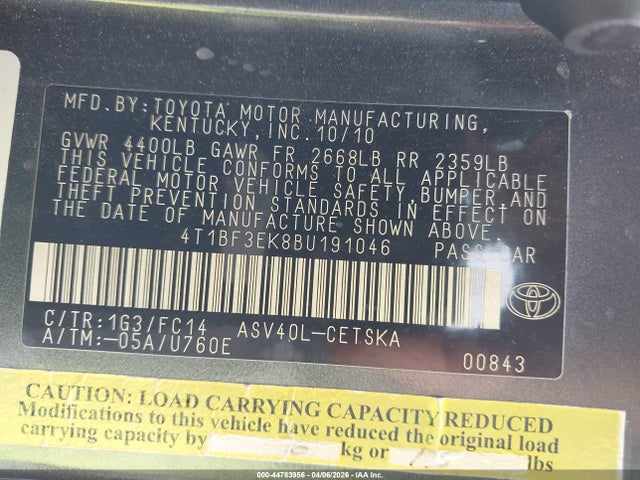 MFD.BY:TOYOTA MOTOR MANUFACTURING,
KENTUCKY,INC.10/10
GVWR 4400LB GAWR FR 2668LB RR 2359LB
THIS VEHICLE CONFORMS TO ALL APPLICABLE
FEDERAL MOTOR VEHICLE SAFETY,BUMPER,AND
THEFT PREVENTION STANDARDS IN EFFECT ON
THE DATE OF MANUFACTURE SHOWN ABOVE.
4T1BF3EK8BU191046 PASS.CAR
C/TR:1G3/FC14 ASV40L-CETSKA
A/TM:-05A/U760E
00843
CAUTION: LOAD CARRYING CAPACITY REDUCED
Modifications to this vehicle have reduced the original load
carrying capacity by kg or lbs
000-44783956 - 04/06/2026 - IAA Inc.